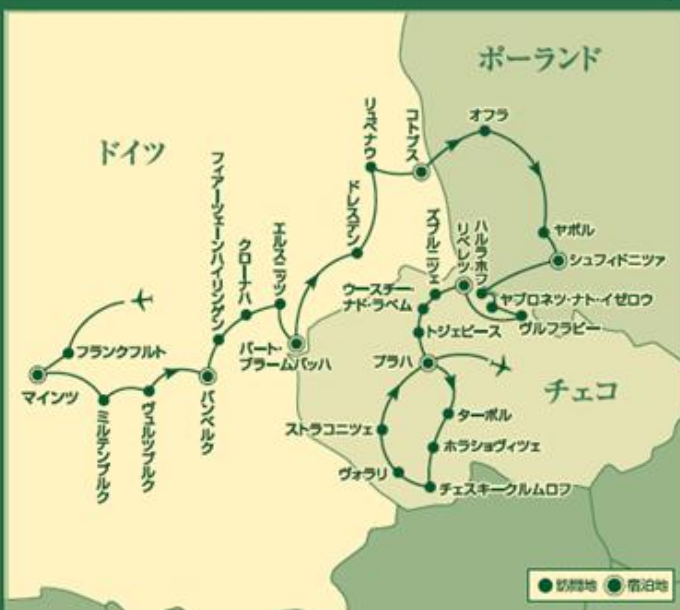 ポーランド
ドイツ
チェコ
フランクフルト
マインツ
ミルテンブルク
ヴュルツブルク
バンベルク
フィアーツェーンハイリンゲン
クローナハ
エルスニッツ
バート・
ブラームバッハ
ドレスデン
リュベナウ
コトブス
オフラ
ヤボル
シュフィドニツァ
ハルラホフ
ヤブロネツ・ナト・イゼロウ
ヴルフラビー
リベレツ
ズブルニツェ
ウースチー・
ナド・ラベム
トジェビース
プラハ
ターボル
ホラショヴィツェ
チェスキークルムロフ
ヴォラリ
ストラコニツェ
訪問地
宿泊地